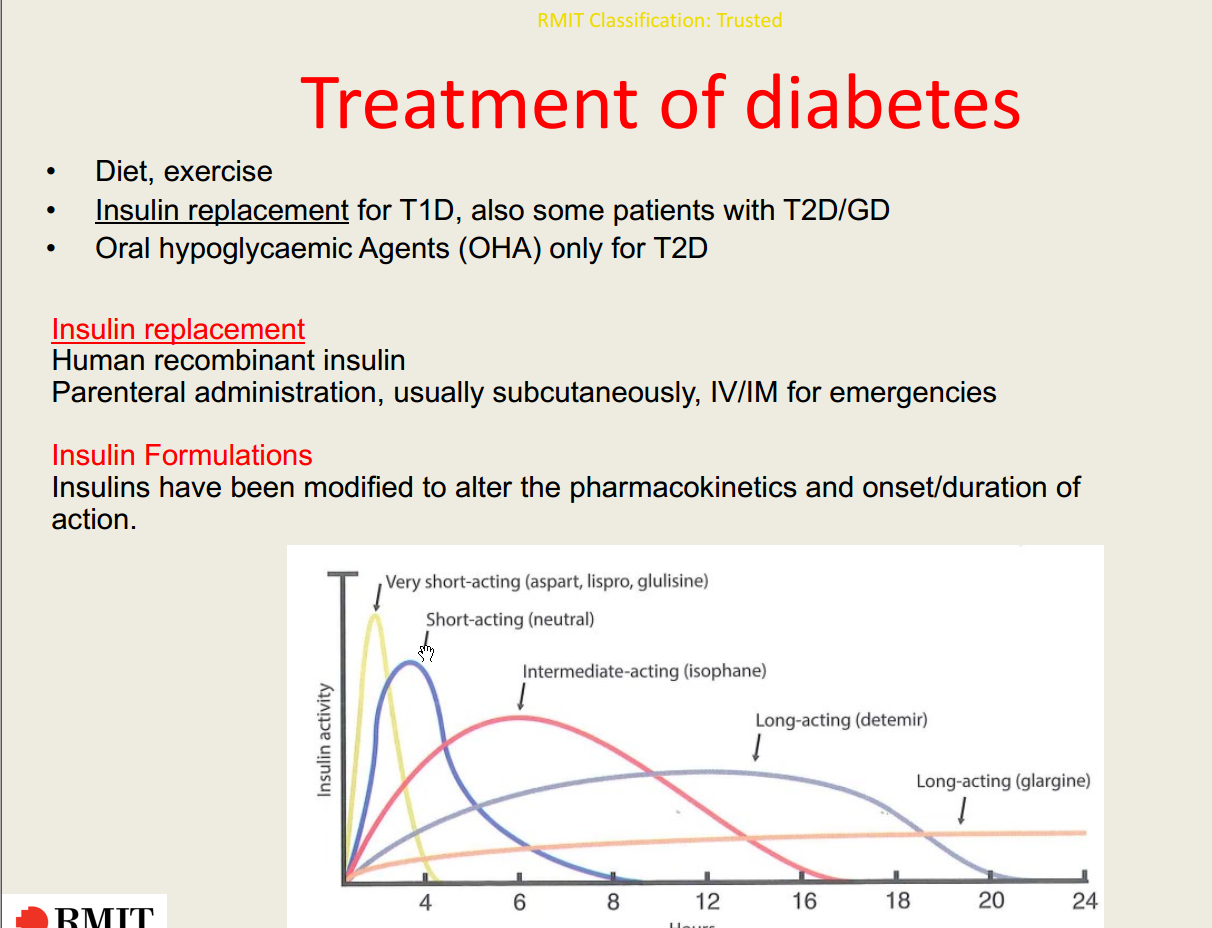 RMIT Classification: Trusted
Treatment of diabetes
• Diet, exercise
• Insulin replacement for T1D, also some patients with T2D/GD
• Oral hypoglycaemic Agents (OHA) only for T2D
Insulin replacement
Human recombinant insulin
Parenteral administration, usually subcutaneously, IV/IM for emergencies
Insulin Formulations
Insulins have been modified to alter the pharmacokinetics and onset/duration of
action.
Very short-acting (aspart, lispro, glulisine)
Short-acting (neutral)
Intermediate-acting (isophane)
Long-acting (detemir)
Long-acting (glargine)
Insulin activity
4 6 8 12 16 18 20 24
Hours
RMIT